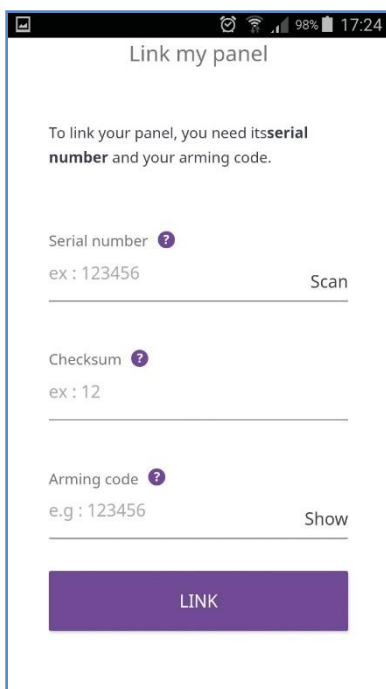 98% 17:24
Link my panel
To link your panel, you need itsserial
number and your arming code.
Serial number ?
ex : 123456
Scan
Checksum ?
ex : 12
Arming code ?
e.g : 123456
Show
LINK